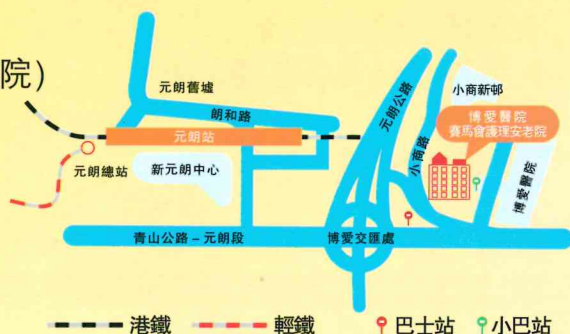 院)
元朗舊墟
朗和路
元朗站
元朗總站
新元朗中心
元朗公路
小商路
小商新邨
博愛醫院
賽馬會護理安老院
博愛醫院
青山公路-元朗段
博愛交匯處
港鐵
輕鐵
巴士站
小巴站